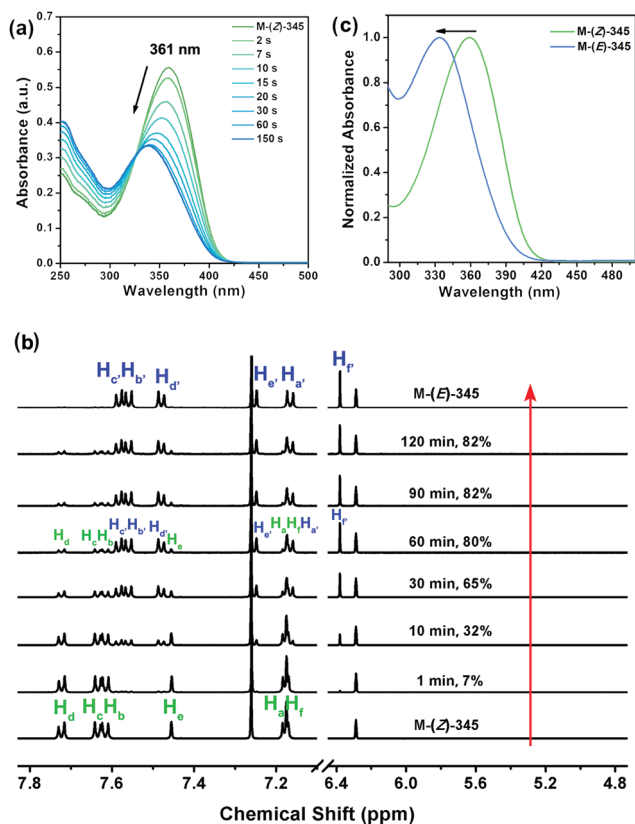 (a)
361 nm
M-(Z)-345
2 s
7 s
10 s
15 s
20 s
30 s
60 s
150 s
Absorbance (a.u.)
0.7
0.6
0.5
0.4
0.3
0.2
0.1
0.0
250 300 350 400 450 500
Wavelength (nm)
(c)
M-(Z)-345
M-(E)-345
Normalized Absorbance
1.0
0.8
0.6
0.4
0.2
0.0
300 330 360 390 420 450 480
Wavelength (nm)
(b)
Hc' Hb' Hd' He' Ha' Hf'
M-(E)-345
120 min, 82%
90 min, 82%
Hd Hc Hb Hc' Hb' Hd' He He' Ha Hf Ha' Hf'
60 min, 80%
30 min, 65%
10 min, 32%
1 min, 7%
Hd Hc Hb He Ha Hf
M-(Z)-345
7.8 7.6 7.4 7.2 6.4 6.0 5.6 5.2 4.8
Chemical Shift (ppm)